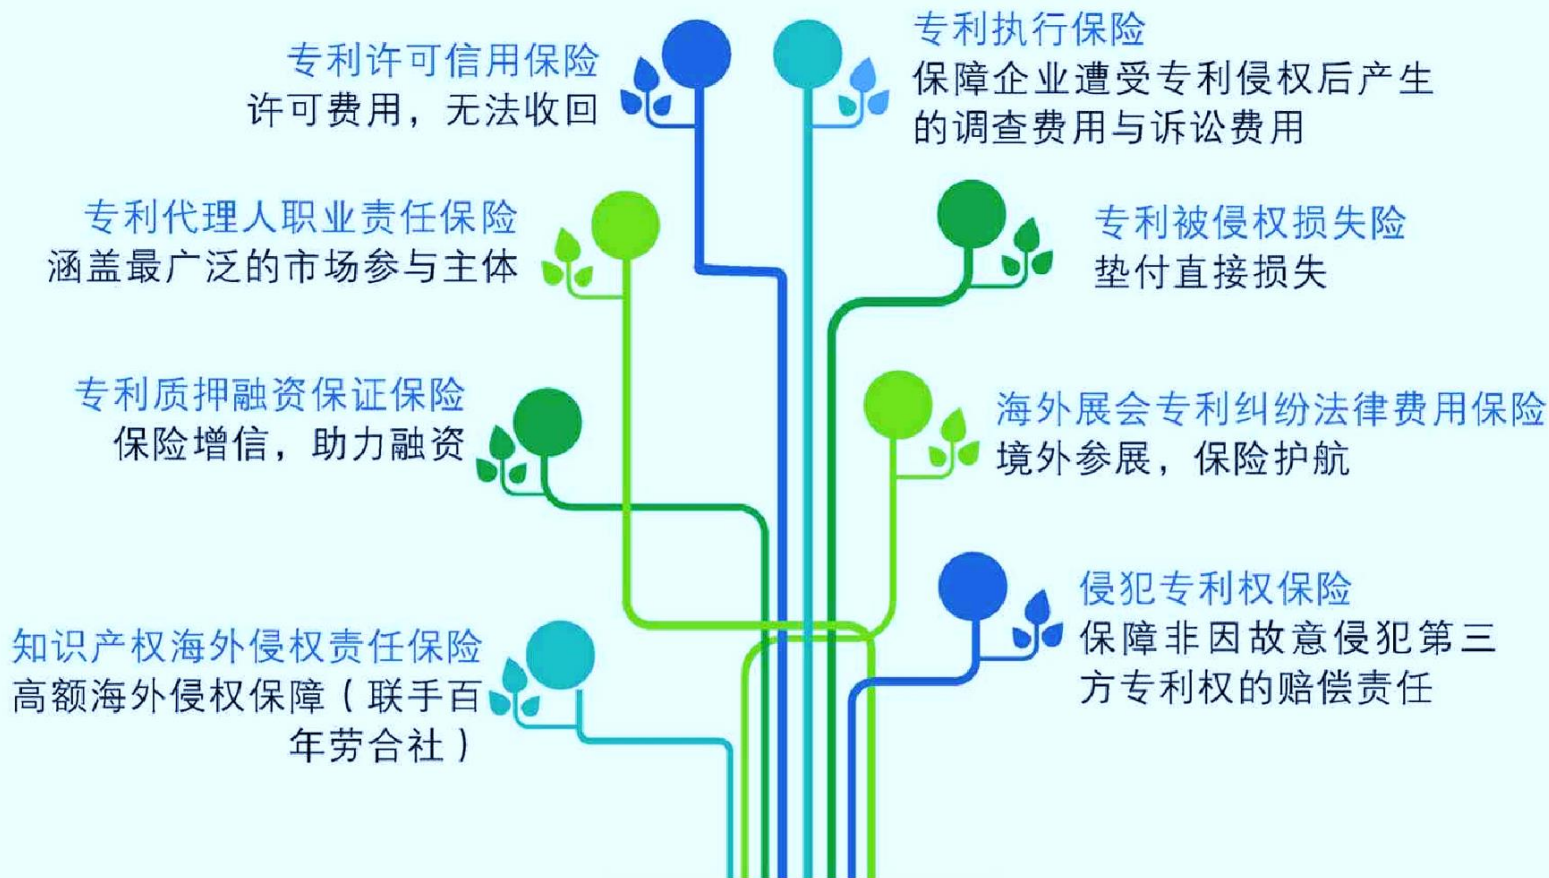 专利许可信用保险
许可费用，无法收回
专利执行保险
保障企业遭受专利侵权后产生
的调查费用与诉讼费用
专利代理人职业责任保险
涵盖最广泛的市场参与主体
专利被侵权损失险
垫付直接损失
专利质押融资保证保险
保险增信，助力融资
海外展会专利纠纷法律费用保险
境外参展，保险护航
知识产权海外侵权责任保险
高额海外侵权保障（联手百
年劳合社）
侵犯专利权保险
保障非因故意侵犯第三
方专利权的赔偿责任